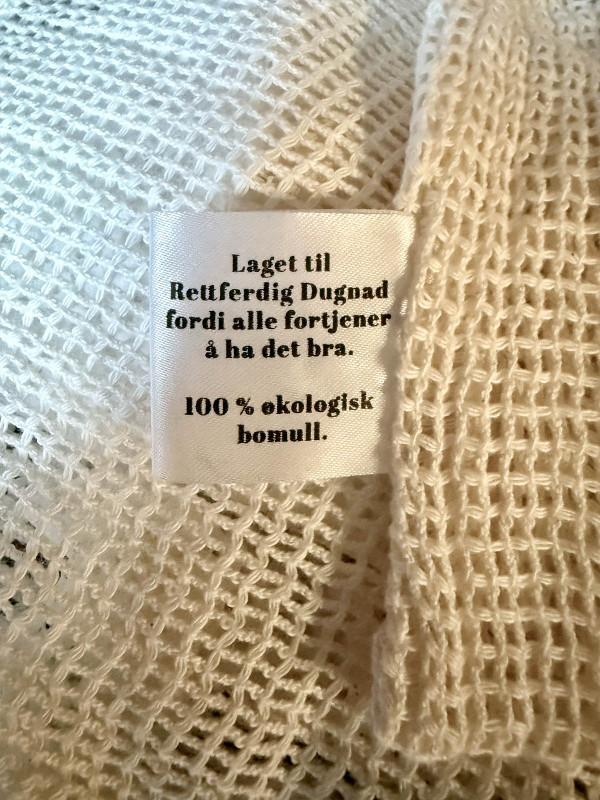 Laget til
Rettferdig Dugnad
fordi alle fortjener
å ha det bra.
100 % økologisk
bomull.